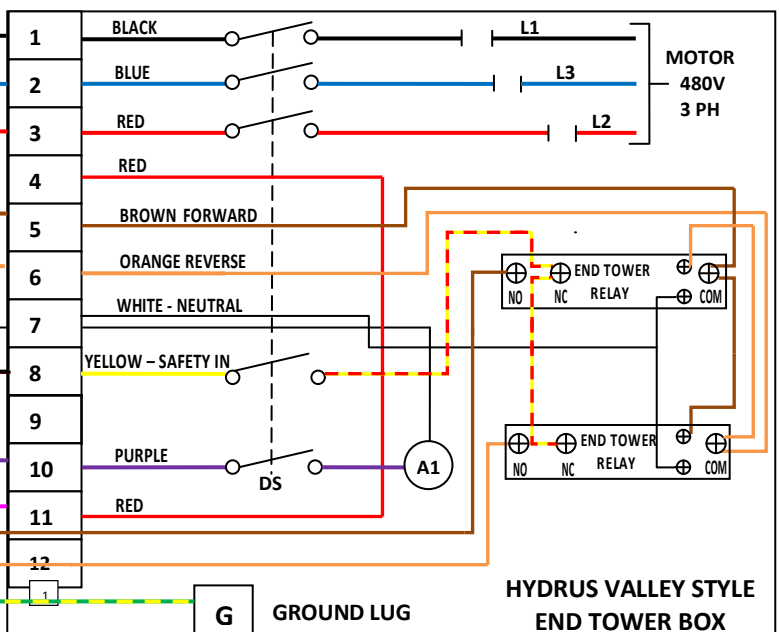 1 BLACK L1
2 BLUE L3
MOTOR
480V
3 PH
3 RED L2
4 RED
5 BROWN FORWARD
6 ORANGE REVERSE
NO NC END TOWER
RELAY COM
7 WHITE - NEUTRAL
8 YELLOW – SAFETY IN
9
NO NC END TOWER
RELAY COM
10 PURPLE
DS
A1
11 RED
12
1
G GROUND LUG
HYDRUS VALLEY STYLE
END TOWER BOX